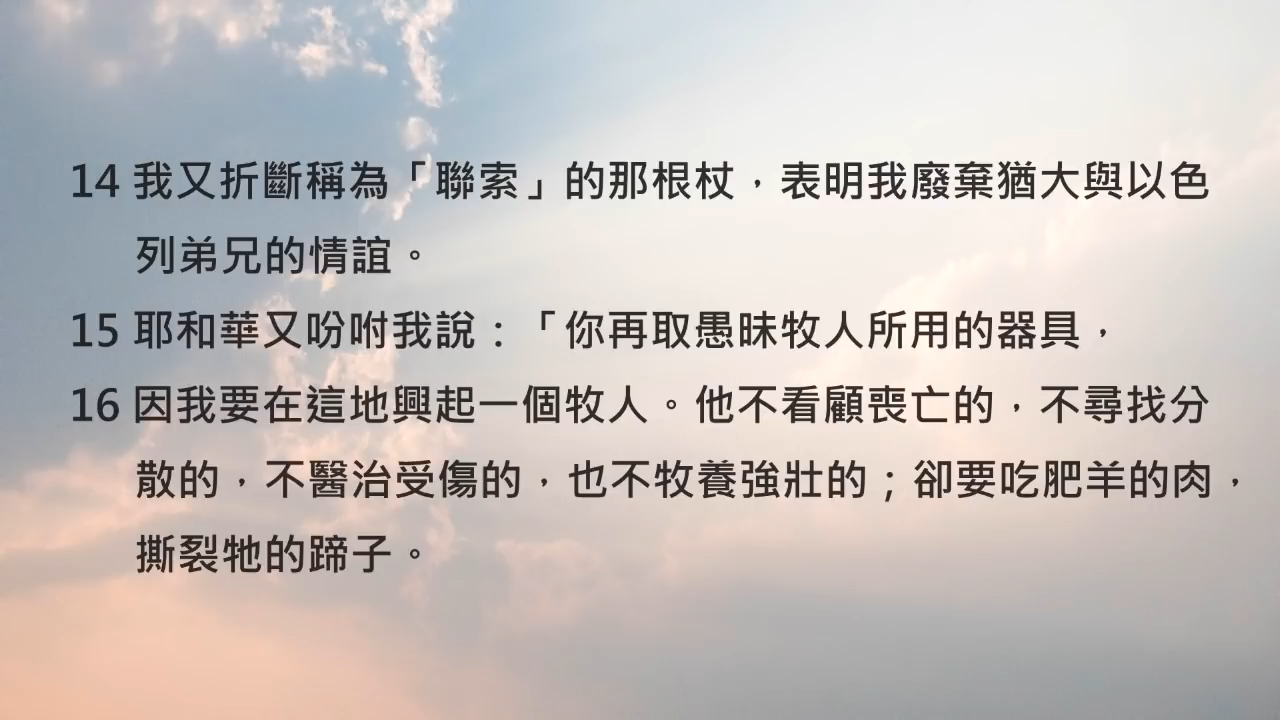 14 我又折斷稱為「聯索」的那根杖，表明我廢棄猶大與以色
列弟兄的情誼。
15 耶和華又吩咐我說：「你再取愚昧牧人所用的器具，
16 因我要在這地興起一個牧人。他不看顧喪亡的，不尋找分
散的，不醫治受傷的，也不牧養強壯的；卻要吃肥羊的肉，
撕裂牠的蹄子。